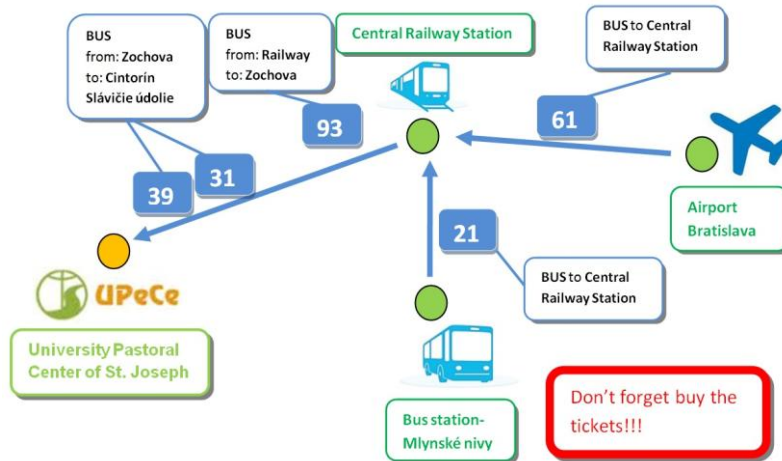 BUS
from: Zochova
to: Cintorín
Slávičie údolie
BUS
from: Railway
to: Zochova
Central Railway Station
BUS to Central
Railway Station
93
61
39
31
21
Airport
Bratislava
BUS to Central
Railway Station
UPeCe
University Pastoral
Center of St. Joseph
Bus station-
Mlynské nivy
Don't forget buy the
tickets!!!